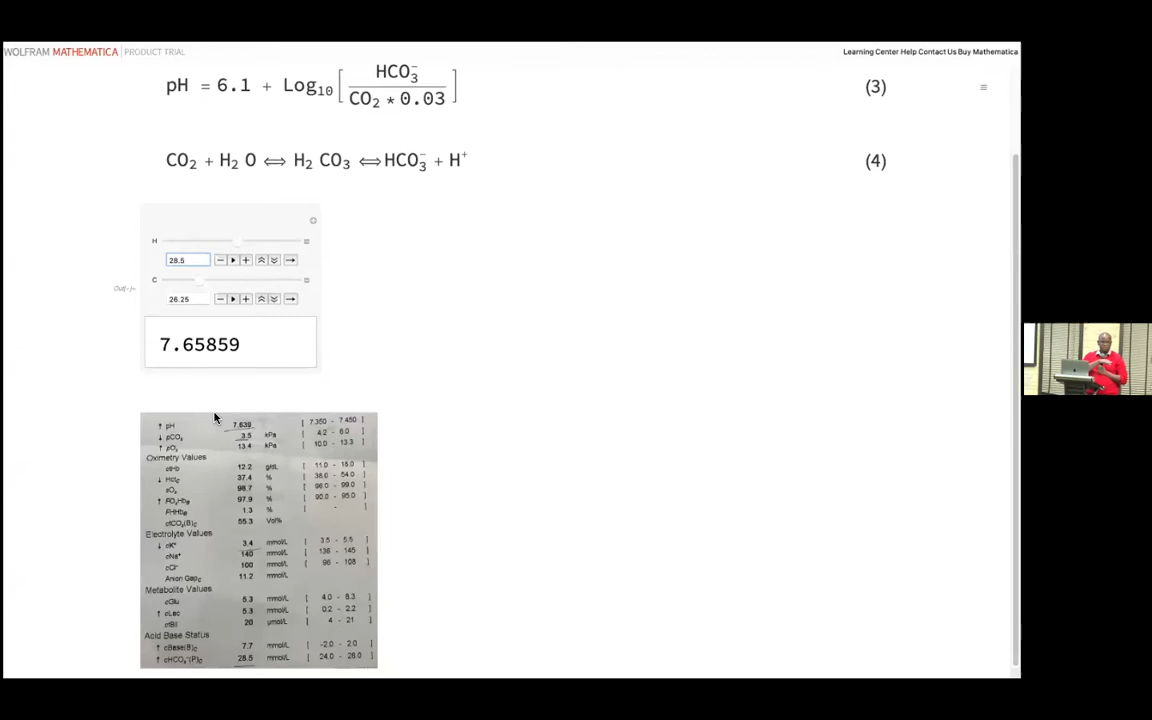 WOLFRAM MATHEMATICA | PRODUCT TRIAL
Learning Center Help Contact Us Buy Mathematica
pH = 6.1 + Log₁₀[HCO₃⁻ / CO₂ * 0.03] (3)
CO₂ + H₂ O ⟺ H₂ CO₃ ⟺ HCO₃⁻ + H⁺ (4)
H
28.5
C
26.25
Out[-]=
7.65859
↑ pH 7.639 [ 7.350 - 7.450 ]
↓ pCO₂ 3.5 kPa [ 4.2 - 6.0 ]
↑ pO₂ 13.4 kPa [ 10.0 - 13.3 ]
Oximetry Values
ctHb 12.2 g/dL [ 11.0 - 16.0 ]
↓ Hctc 37.4 % [ 38.0 - 54.0 ]
sO₂ 98.7 % [ 96.0 - 99.0 ]
↑ FO₂Hbe 97.9 % [ 90.0 - 95.0 ]
FHHbe 1.3 % [ - ]
ctCO₂(B)c 55.3 Vol%
Electrolyte Values
↓ cK⁺ 3.4 mmol/L [ 3.5 - 5.5 ]
cNa⁺ 140 mmol/L [ 136 - 145 ]
cCl⁻ 100 mmol/L [ 96 - 108 ]
Anion Gapc 11.2 mmol/L
Metabolite Values
cGlu 5.3 mmol/L [ 4.0 - 8.3 ]
↑ cLac 5.3 mmol/L [ 0.2 - 2.2 ]
ctBil 20 µmol/L [ 4 - 21 ]
Acid Base Status
↑ cBase(B)c 7.7 mmol/L [ -2.0 - 2.0 ]
↑ cHCO₃⁻(P)c 28.5 mmol/L [ 24.0 - 28.0 ]